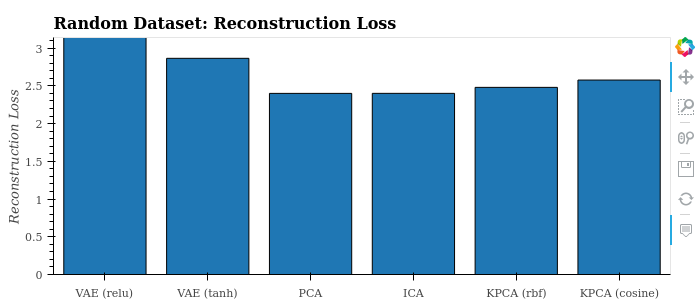 Random Dataset: Reconstruction Loss
Reconstruction Loss
3
2.5
2
1.5
1
0.5
0
VAE (relu) VAE (tanh) PCA ICA KPCA (rbf) KPCA (cosine)